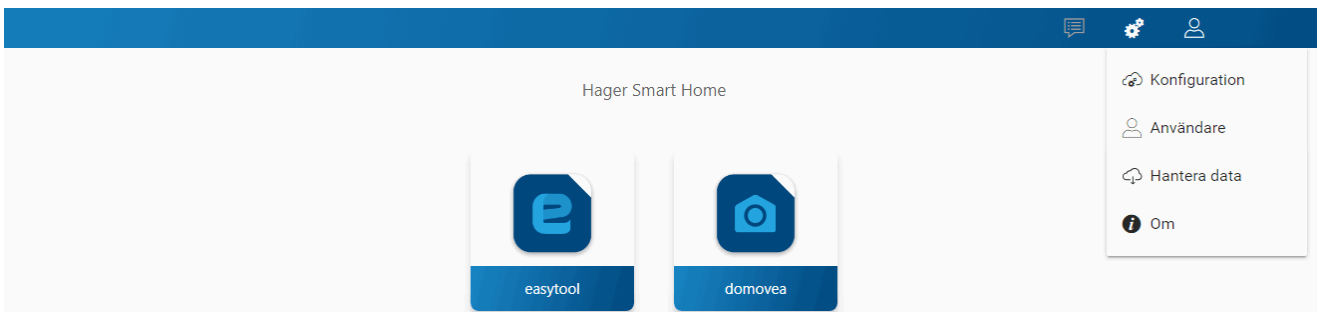 Hager Smart Home
Konfiguration
Användare
Hantera data
Om
easytool
domovea